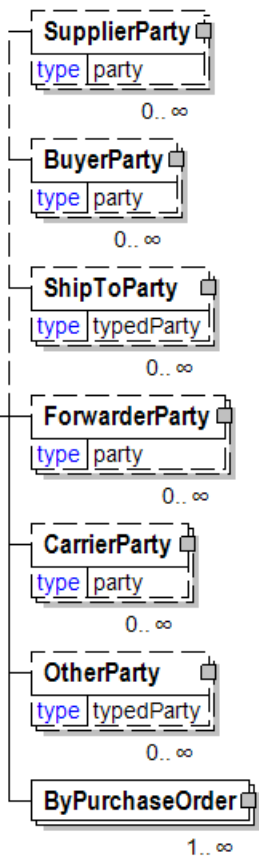 SupplierParty
type party
0.. ∞
BuyerParty
type party
0.. ∞
ShipToParty
type typedParty
0.. ∞
ForwarderParty
type party
0.. ∞
CarrierParty
type party
0.. ∞
OtherParty
type typedParty
0.. ∞
ByPurchaseOrder
1.. ∞